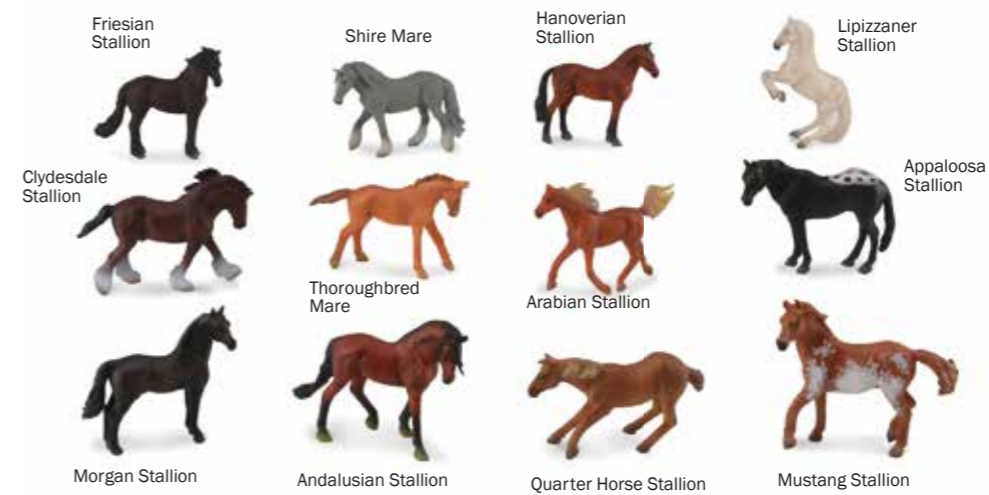 Friesian
Stallion
Shire Mare
Hanoverian
Stallion
Lipizzaner
Stallion
Clydesdale
Stallion
Thoroughbred
Mare
Arabian Stallion
Appaloosa
Stallion
Morgan Stallion
Andalusian Stallion
Quarter Horse Stallion
Mustang Stallion